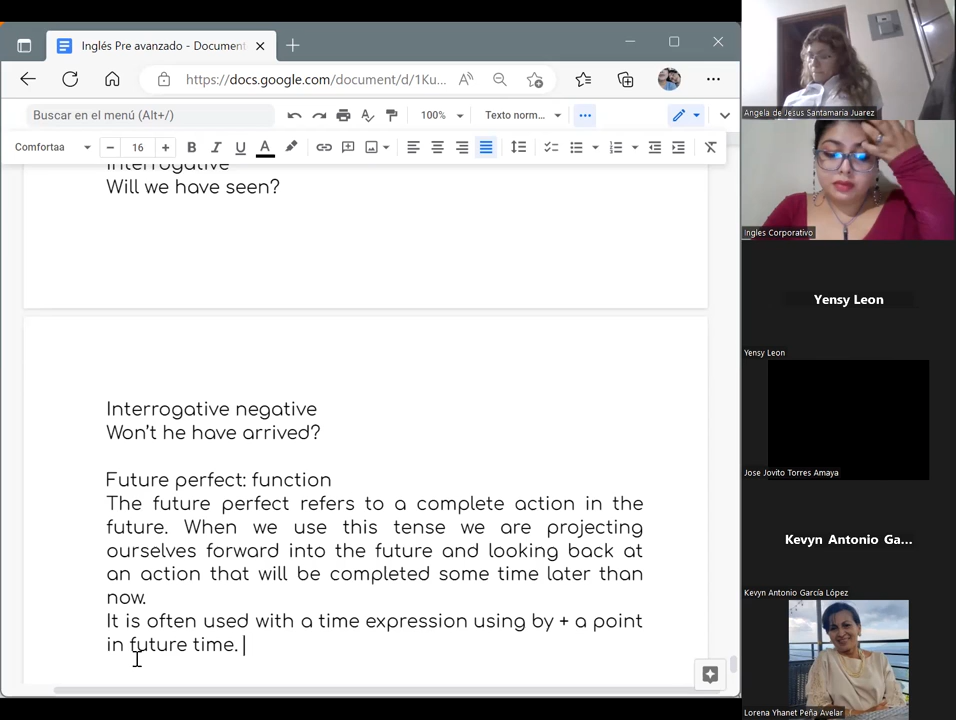 Inglés Pre avanzado - Document
https://docs.google.com/document/d/1Ku...
Buscar en el menú (Alt+/)
100%
Texto norm...
Comfortaa
16
Interrogative
Will we have seen?
Interrogative negative
Won't he have arrived?
Future perfect: function
The future perfect refers to a complete action in the
future. When we use this tense we are projecting
ourselves forward into the future and looking back at
an action that will be completed some time later than
now.
It is often used with a time expression using by + a point
in future time.
Angela de Jesus Santamaria Juarez
Ingles Corporativo
Yensy Leon
Yensy Leon
Jose Jovito Torres Amaya
Kevyn Antonio Ga...
Kevyn Antonio García López
Lorena Yhanet Peña Avelar